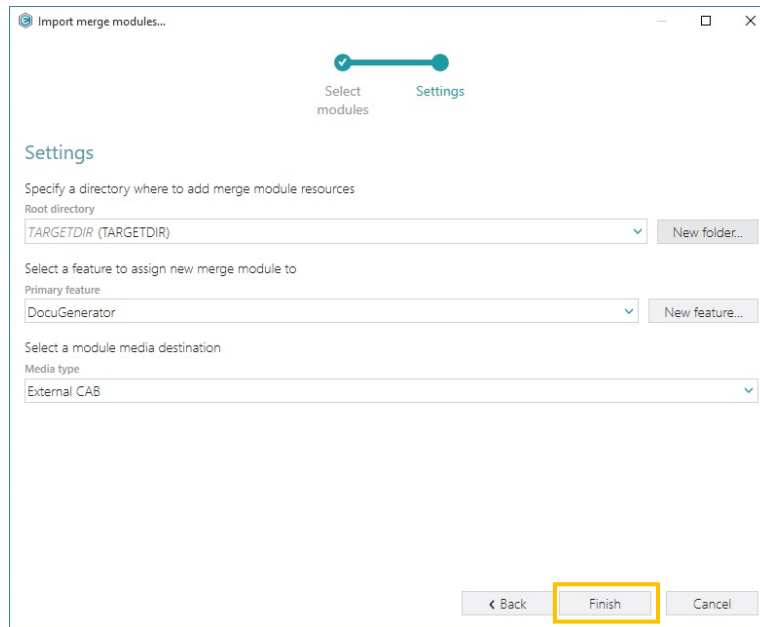 Import merge modules...
Select
modules
Settings
Settings
Specify a directory where to add merge module resources
Root directory
TARGETDIR (TARGETDIR)
New folder...
Select a feature to assign new merge module to
Primary feature
DocuGenerator
New feature...
Select a module media destination
Media type
External CAB
Back
Finish
Cancel